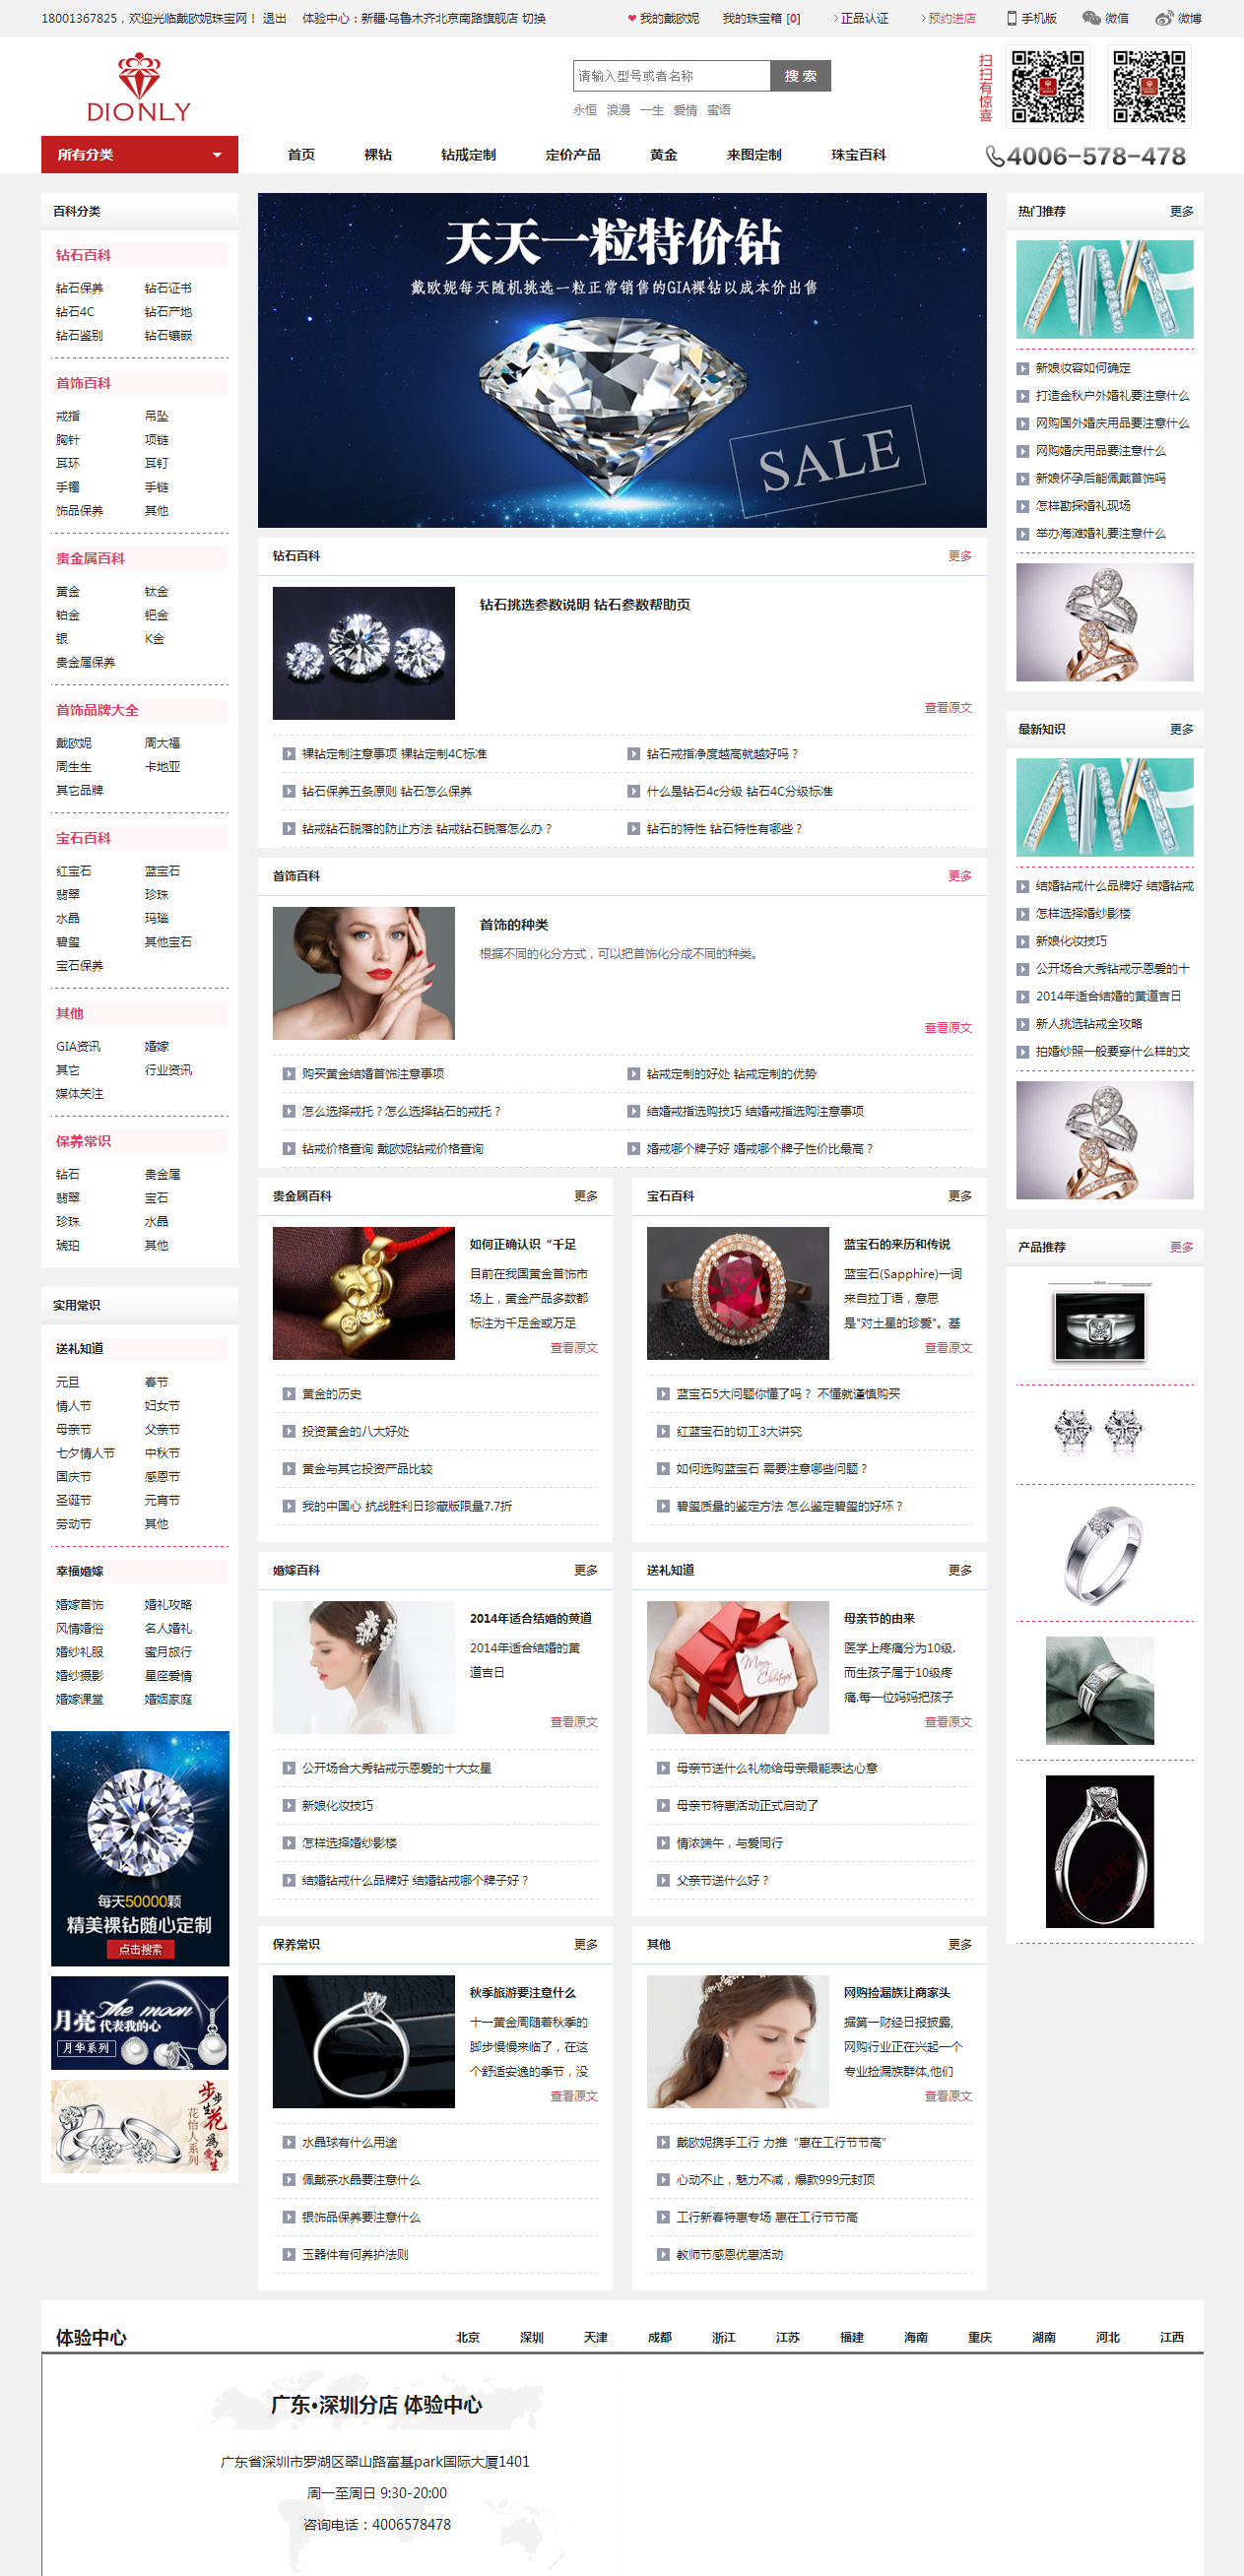 18001367825，欢迎光临戴欧妮珠宝网！ 退出 体验中心：新疆·乌鲁木齐北京南路旗舰店 切换
我的戴欧妮 我的珠宝箱 [0] 正品认证 预约进店 手机版 微信 微博
DIONLY
请输入型号或者名称 搜 索
永恒 浪漫 一生 爱情 蜜语
扫扫有惊喜
所有分类 首页 裸钻 钻戒定制 定价产品 黄金 来图定制 珠宝百科
4006-578-478
百科分类
钻石百科
钻石保养 钻石证书
钻石4C 钻石产地
钻石鉴别 钻石镶嵌
首饰百科
戒指 吊坠
胸针 项链
耳环 耳钉
手镯 手链
饰品保养 其他
贵金属百科
黄金 钛金
铂金 钯金
银 K金
贵金属保养
首饰品牌大全
戴欧妮 周大福
周生生 卡地亚
其它品牌
宝石百科
红宝石 蓝宝石
翡翠 珍珠
水晶 玛瑙
碧玺 其他宝石
宝石保养
其他
GIA资讯 婚嫁
其它 行业资讯
媒体关注
保养常识
钻石 贵金属
翡翠 宝石
珍珠 水晶
琥珀 其他
实用常识
送礼知道
元旦 春节
情人节 妇女节
母亲节 父亲节
七夕情人节 中秋节
国庆节 感恩节
圣诞节 元宵节
劳动节 其他
幸福婚嫁
婚嫁首饰 婚礼攻略
风情婚俗 名人婚礼
婚纱礼服 蜜月旅行
婚纱摄影 星座爱情
婚嫁课堂 婚姻家庭
每天50000颗
精美裸钻随心定制
点击搜索
The moon
月亮代表我的心
月华系列
步步生花
花怡人系列
为爱而生
天天一粒特价钻
戴欧妮每天随机挑选一粒正常销售的GIA裸钻以成本价出售
SALE
钻石百科 更多
钻石挑选参数说明 钻石参数帮助页
查看原文
裸钻定制注意事项 裸钻定制4C标准
钻石戒指净度越高就越好吗？
钻石保养五条原则 钻石怎么保养
什么是钻石4c分级 钻石4C分级标准
钻戒钻石脱落的防止方法 钻戒钻石脱落怎么办？
钻石的特性 钻石特性有哪些？
首饰百科 更多
首饰的种类
根据不同的化分方式，可以把首饰化分成不同的种类。
查看原文
购买黄金结婚首饰注意事项
钻戒定制的好处 钻戒定制的优势
怎么选择戒托？怎么选择钻石的戒托？
结婚戒指选购技巧 结婚戒指选购注意事项
钻戒价格查询 戴欧妮钻戒价格查询
婚戒哪个牌子好 婚戒哪个牌子性价比最高？
贵金属百科 更多
如何正确认识“千足
目前在我国黄金首饰市
场上，黄金产品多数都
标注为千足金或万足
查看原文
黄金的历史
投资黄金的八大好处
黄金与其它投资产品比较
我的中国心 抗战胜利日珍藏版限量7.7折
宝石百科 更多
蓝宝石的来历和传说
蓝宝石(Sapphire)一词
来自拉丁语，意思
是"对土星的珍爱"。基
查看原文
蓝宝石5大问题你懂了吗？ 不懂就谨慎购买
红蓝宝石的切工3大讲究
如何选购蓝宝石 需要注意哪些问题？
碧玺质量的鉴定方法 怎么鉴定碧玺的好坏？
婚嫁百科 更多
2014年适合结婚的黄道
2014年适合结婚的黄
道吉日
查看原文
公开场合大秀钻戒示恩爱的十大女星
新娘化妆技巧
怎样选择婚纱影楼
结婚钻戒什么品牌好 结婚钻戒哪个牌子好？
送礼知道 更多
Merry Christmas
母亲节的由来
医学上疼痛分为10级.
而生孩子属于10级疼
痛.每一位妈妈把孩子
查看原文
母亲节送什么礼物给母亲最能表达心意
母亲节特惠活动正式启动了
情浓端午，与爱同行
父亲节送什么好？
保养常识 更多
秋季旅游要注意什么
十一黄金周随着秋季的
脚步慢慢来临了，在这
个舒适安逸的季节，没
查看原文
水晶球有什么用途
佩戴茶水晶要注意什么
银饰品保养要注意什么
玉器件有何养护法则
其他 更多
网购捡漏族让商家头
据第一财经日报披露,
网购行业正在兴起一个
专业捡漏族群体,他们
查看原文
戴欧妮携手工行 力推“惠在工行节节高”
心动不止，魅力不减，爆款999元封顶
工行新春特惠专场 惠在工行节节高
教师节感恩优惠活动
热门推荐 更多
新娘妆容如何确定
打造金秋户外婚礼要注意什么
网购国外婚庆用品要注意什么
网购婚庆用品要注意什么
新娘怀孕后能佩戴首饰吗
怎样勘探婚礼现场
举办海滩婚礼要注意什么
最新知识 更多
结婚钻戒什么品牌好 结婚钻戒
怎样选择婚纱影楼
新娘化妆技巧
公开场合大秀钻戒示恩爱的十
2014年适合结婚的黄道吉日
新人挑选钻戒全攻略
拍婚纱照一般要穿什么样的文
产品推荐 更多
体验中心 北京 深圳 天津 成都 浙江 江苏 福建 海南 重庆 湖南 河北 江西
广东•深圳分店 体验中心
广东省深圳市罗湖区翠山路富基park国际大厦1401
周一至周日 9:30-20:00
咨询电话：4006578478